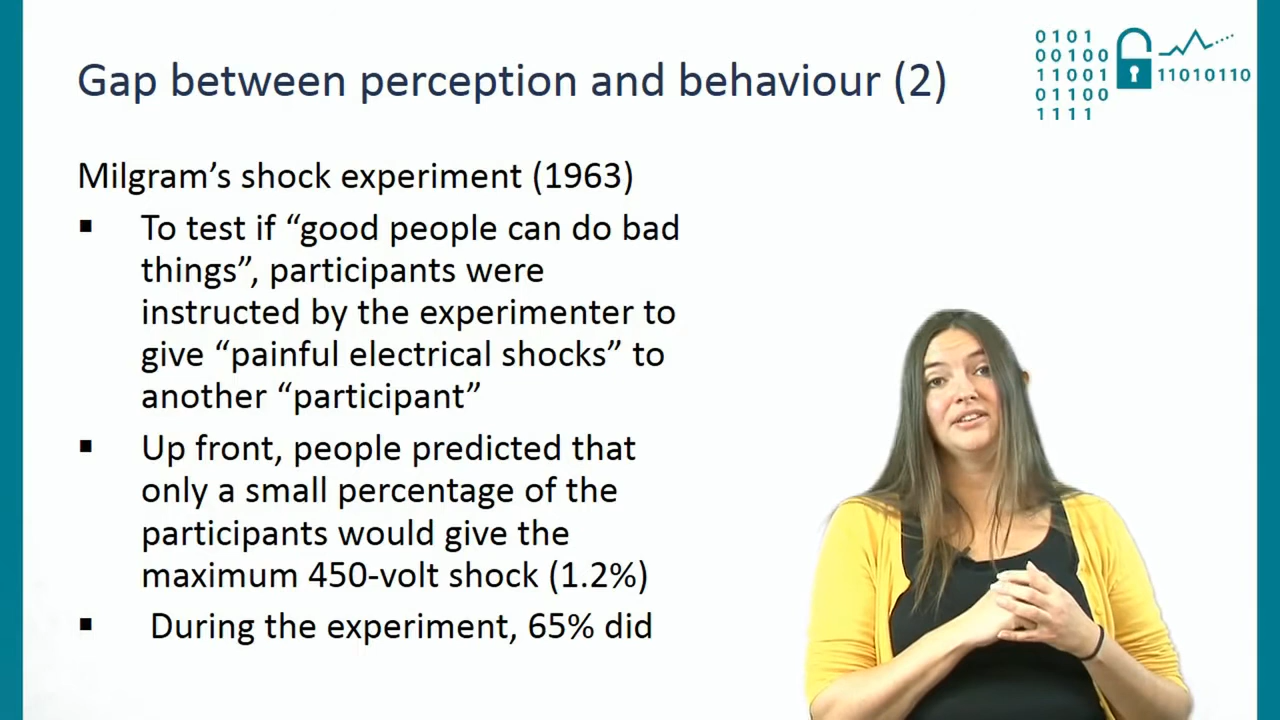 Gap between perception and behaviour (2)
0101
00100
11001
01100
1111
11010110
Milgram’s shock experiment (1963)
▪ To test if “good people can do bad
things”, participants were
instructed by the experimenter to
give “painful electrical shocks” to
another “participant”
▪ Up front, people predicted that
only a small percentage of the
participants would give the
maximum 450-volt shock (1.2%)
▪ During the experiment, 65% did